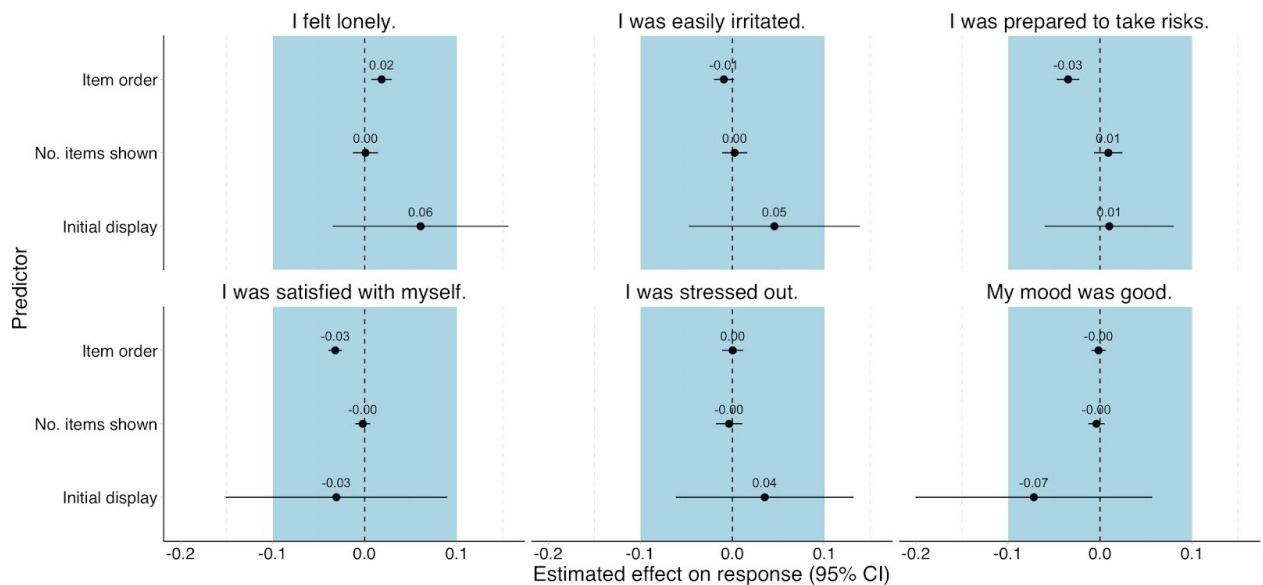 I felt lonely.
I was easily irritated.
I was prepared to take risks.
Item order
0.02
-0.01
-0.03
No. items shown
0.00
0.00
0.01
Initial display
0.06
0.05
0.01
Predictor
I was satisfied with myself.
I was stressed out.
My mood was good.
Item order
-0.03
0.00
-0.00
No. items shown
-0.00
-0.00
-0.00
Initial display
-0.03
0.04
-0.07
-0.2 -0.1 0.0 0.1
-0.2 -0.1 0.0 0.1
-0.2 -0.1 0.0 0.1
Estimated effect on response (95% CI)